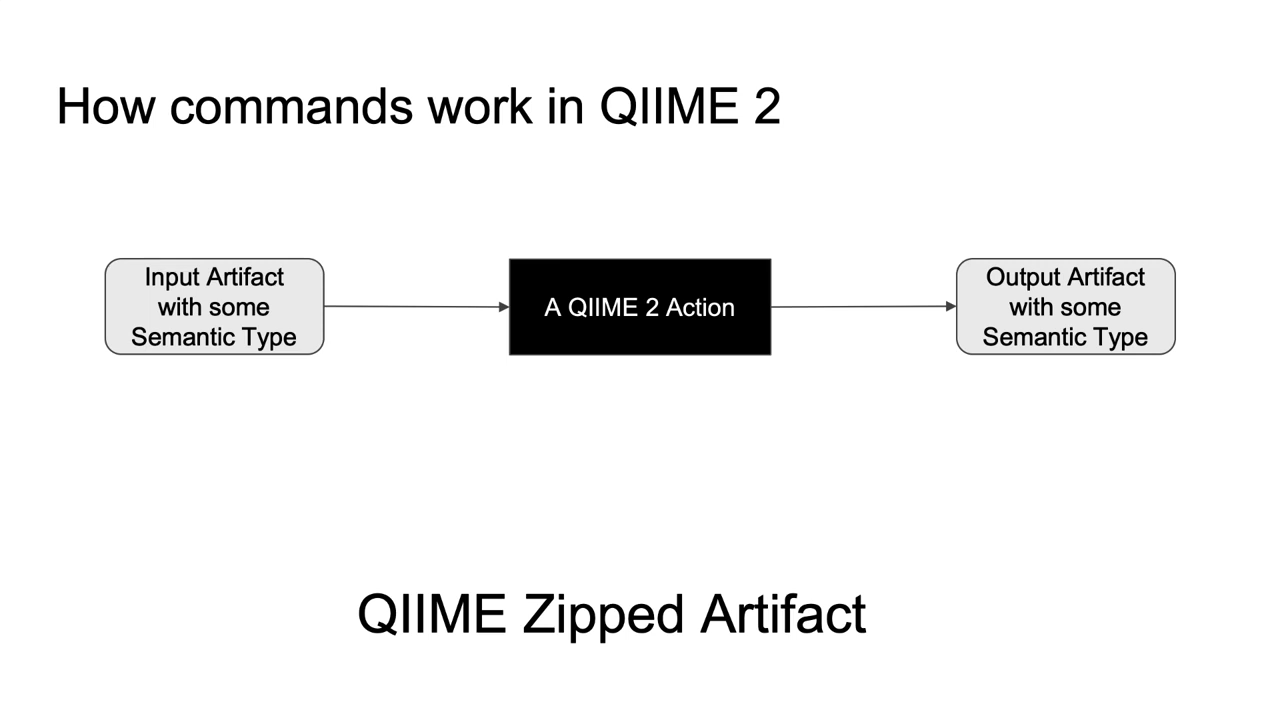 How commands work in QIIME 2
Input Artifact
with some
Semantic Type
A QIIME 2 Action
Output Artifact
with some
Semantic Type
QIIME Zipped Artifact